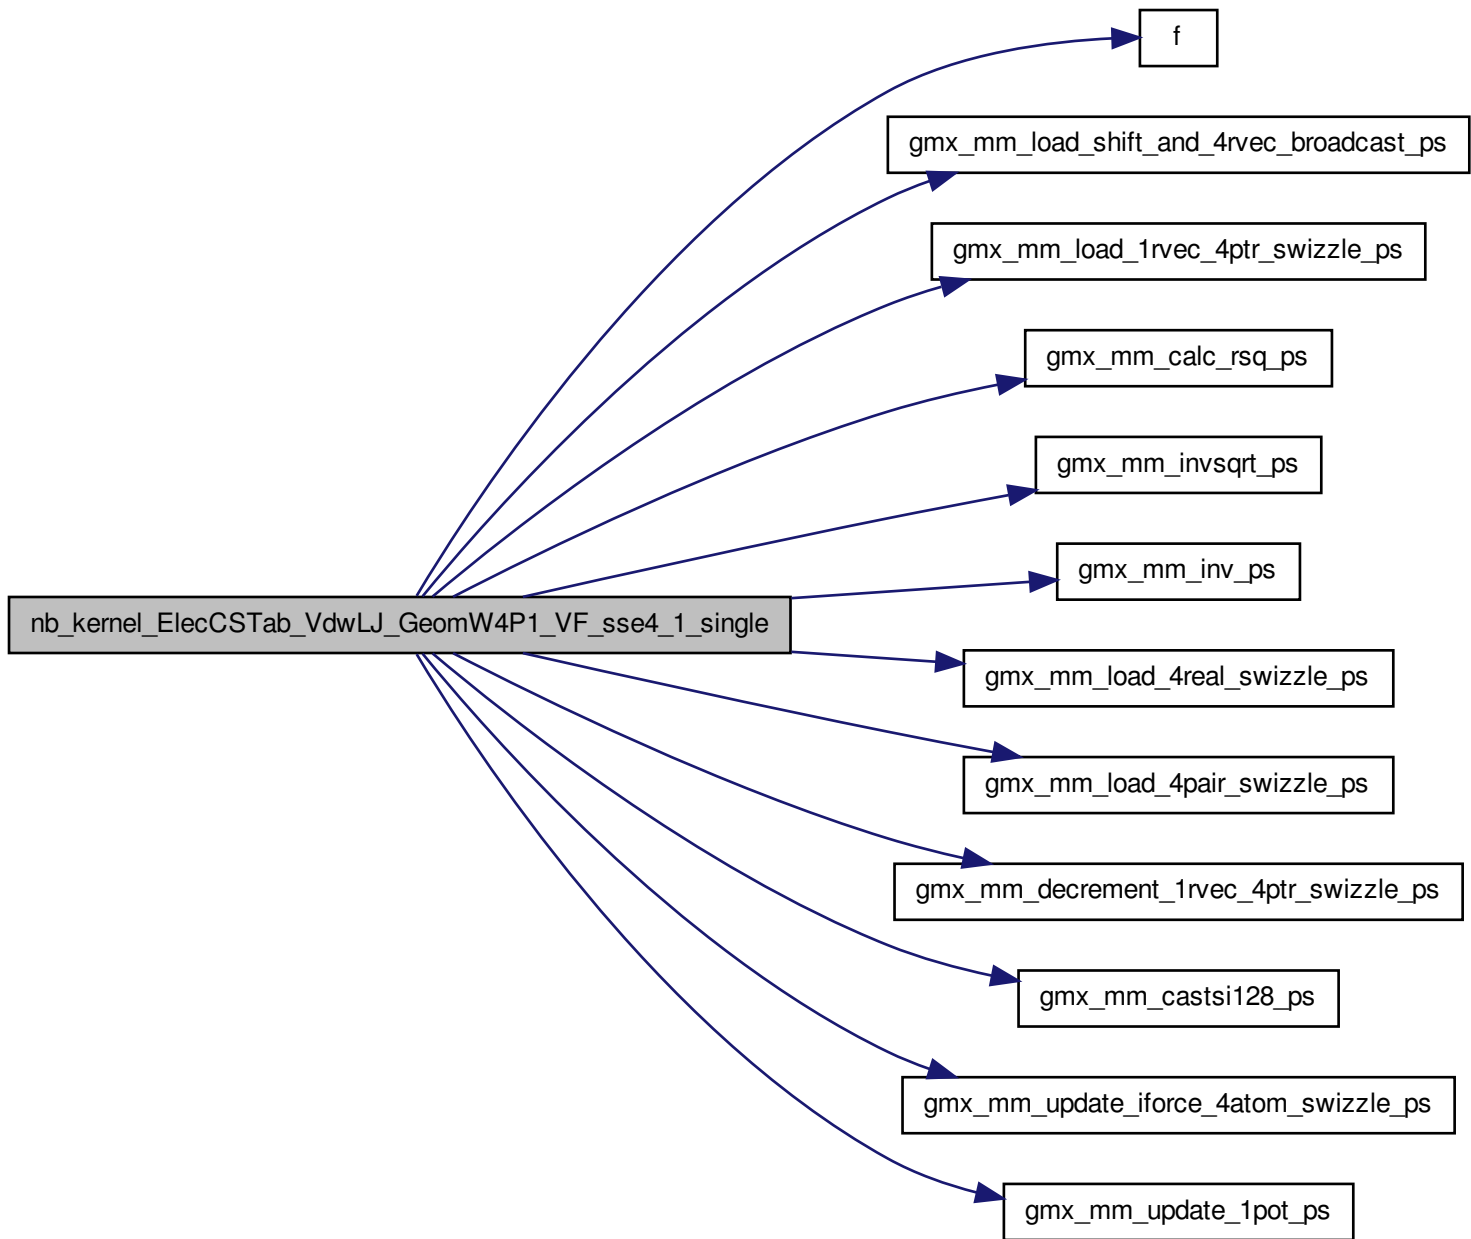 f
gmx_mm_load_shift_and_4rvec_broadcast_ps
gmx_mm_load_1rvec_4ptr_swizzle_ps
gmx_mm_calc_rsq_ps
gmx_mm_invsqrt_ps
gmx_mm_inv_ps
nb_kernel_ElecCSTab_VdwLJ_GeomW4P1_VF_sse4_1_single
gmx_mm_load_4real_swizzle_ps
gmx_mm_load_4pair_swizzle_ps
gmx_mm_decrement_1rvec_4ptr_swizzle_ps
gmx_mm_castsi128_ps
gmx_mm_update_iforce_4atom_swizzle_ps
gmx_mm_update_1pot_ps